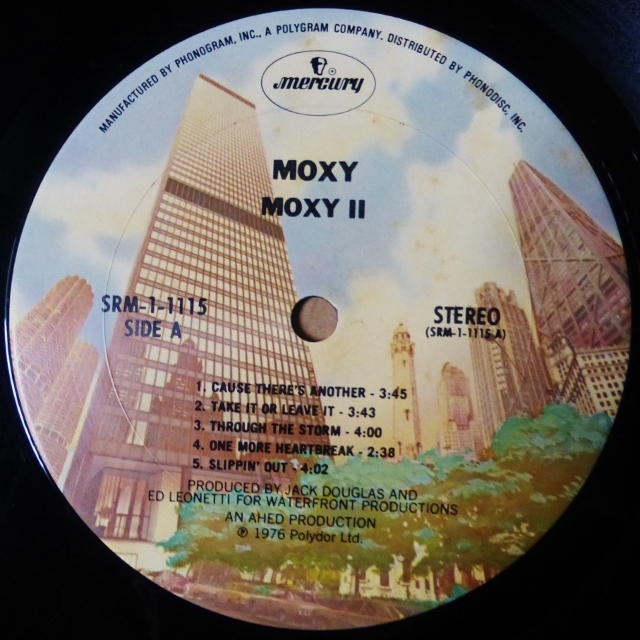 MANUFACTURED BY PHONOGRAM, INC., A POLYGRAM COMPANY. DISTRIBUTED BY PHONODISC, INC.
mercury
MOXY
MOXY II
SRM-1-1115
SIDE A
STEREO
(SRM-1-1115-A)
1. CAUSE THERE'S ANOTHER - 3:45
2. TAKE IT OR LEAVE IT - 3:43
3. THROUGH THE STORM - 4:00
4. ONE MORE HEARTBREAK - 2:38
5. SLIPPIN' OUT - 4:02
PRODUCED BY JACK DOUGLAS AND
ED LEONETTI FOR WATERFRONT PRODUCTIONS
AN AHED PRODUCTION
℗ 1976 Polydor Ltd.